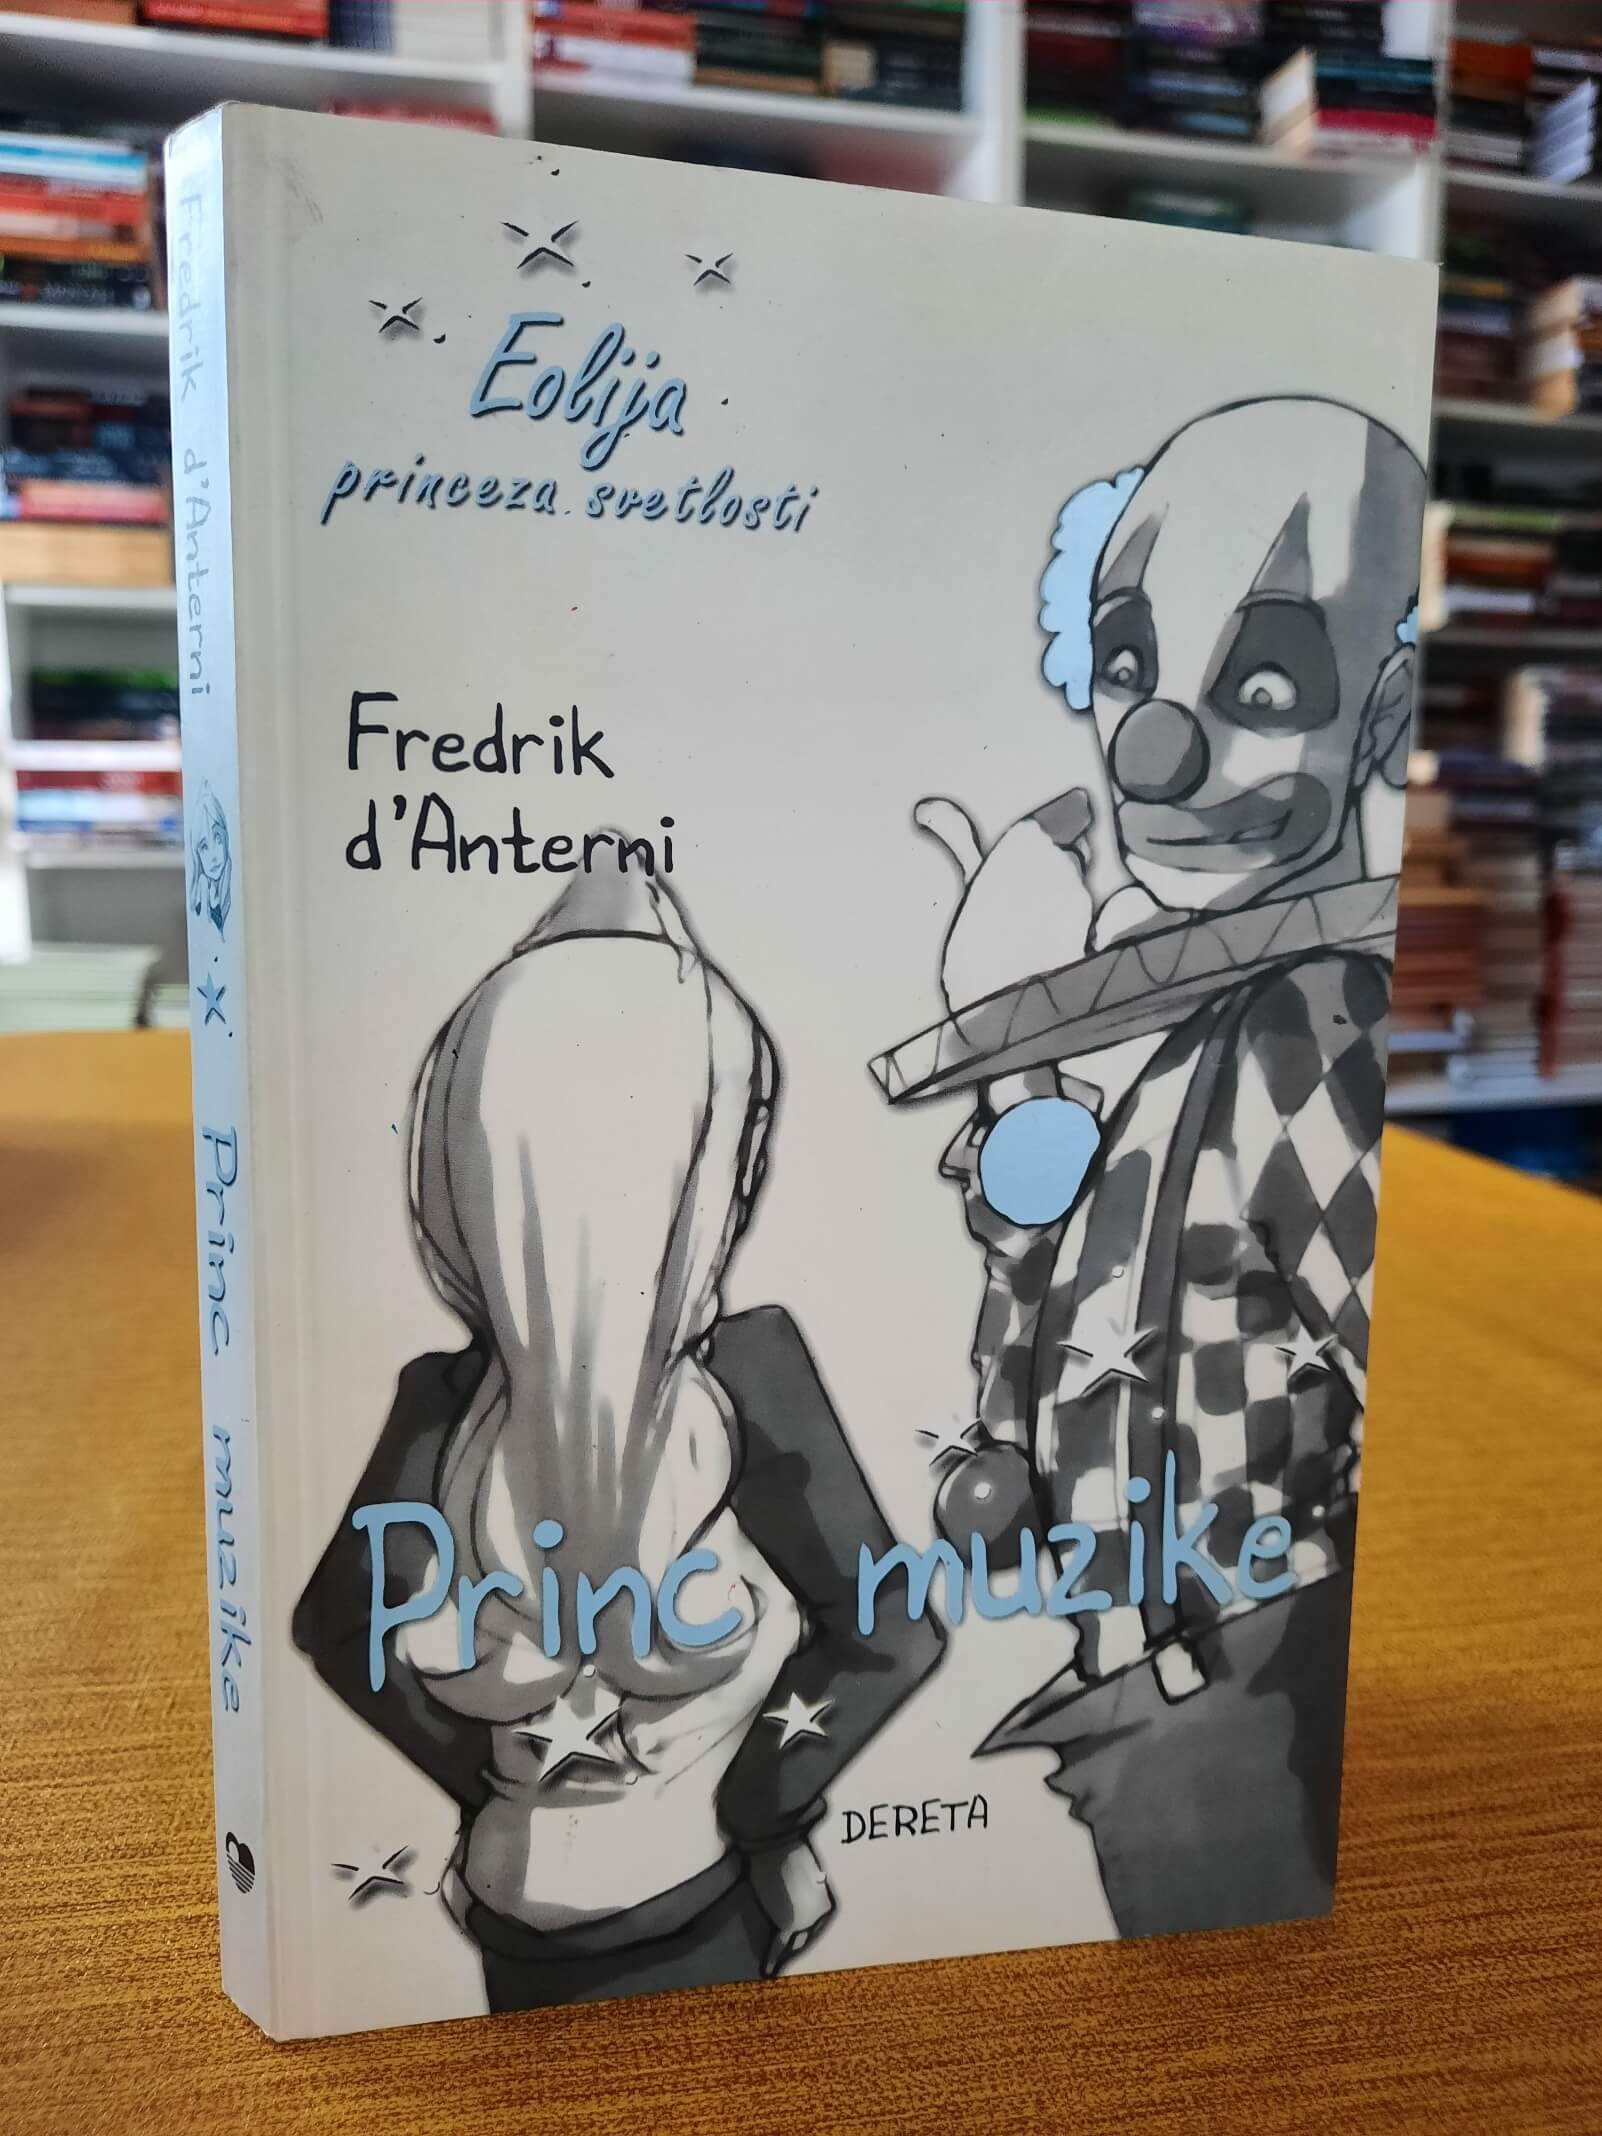 Eolija
princeza svetlosti
Fredrik
d'Anterni
Princ muzike
DERETA
Fredrik d'Anterni
Princ muzike